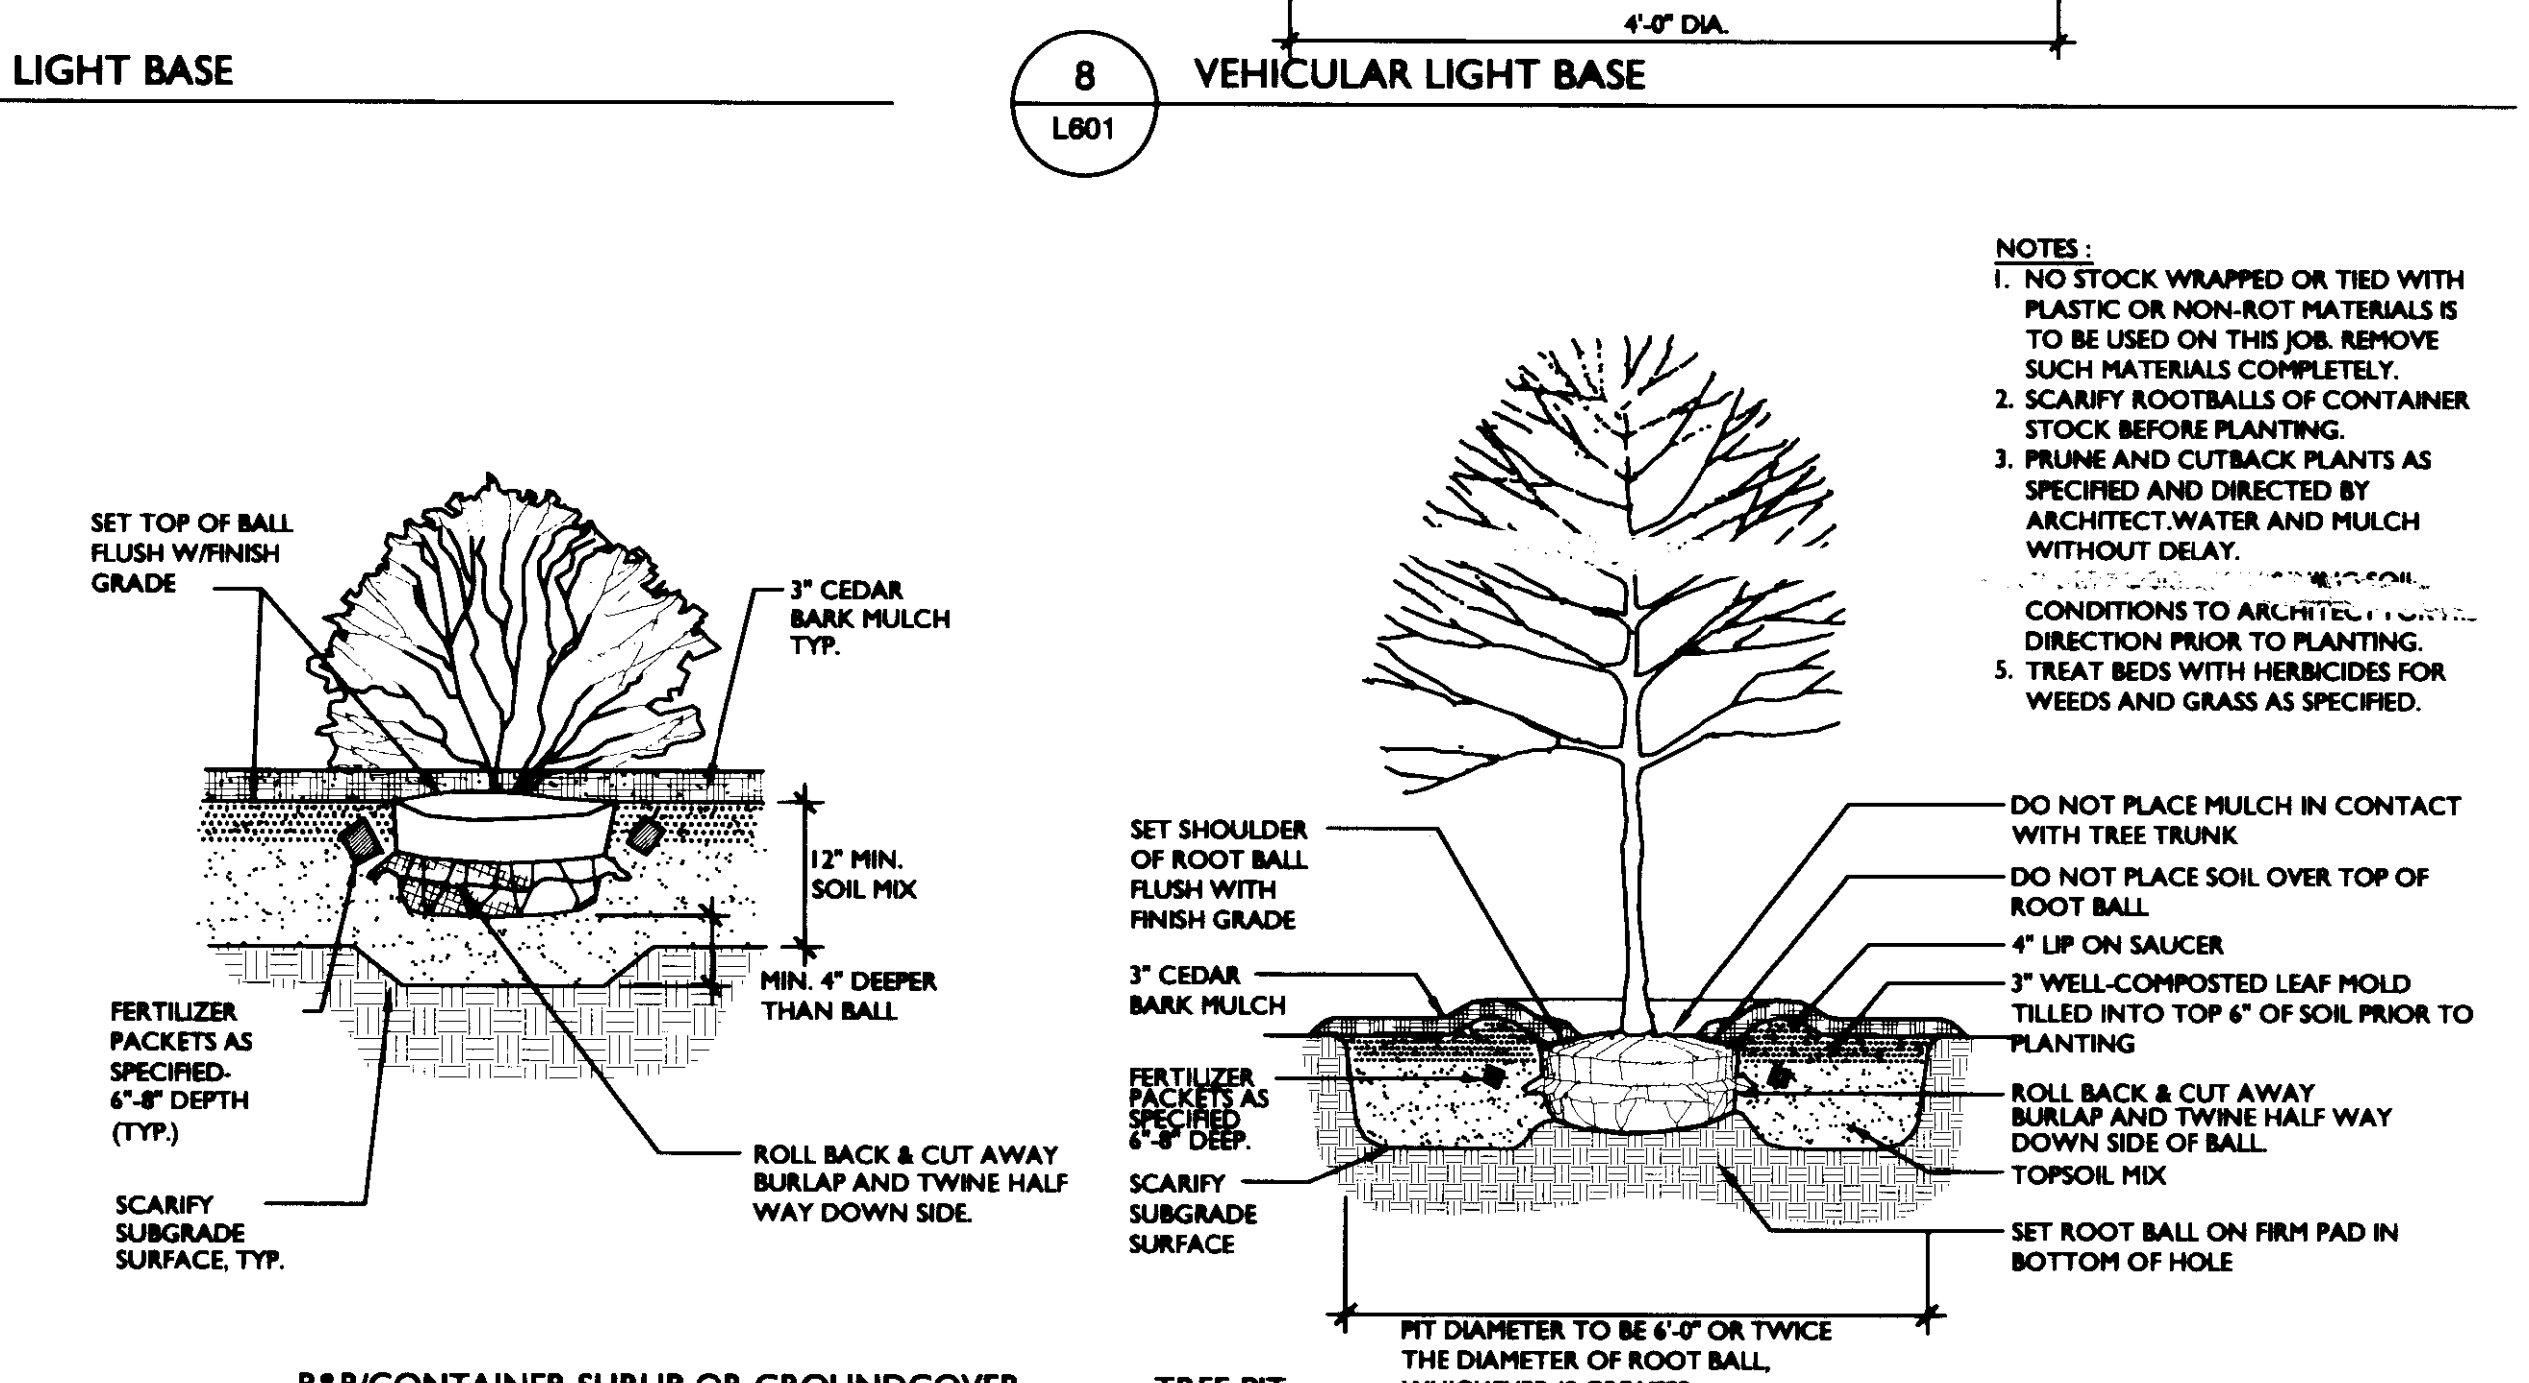 4'-0" DIA.
LIGHT BASE
8
L601
VEHICULAR LIGHT BASE
NOTES :
1. NO STOCK WRAPPED OR TIED WITH
PLASTIC OR NON-ROT MATERIALS IS
TO BE USED ON THIS JOB. REMOVE
SUCH MATERIALS COMPLETELY.
2. SCARIFY ROOTBALLS OF CONTAINER
STOCK BEFORE PLANTING.
3. PRUNE AND CUTBACK PLANTS AS
SPECIFIED AND DIRECTED BY
ARCHITECT.WATER AND MULCH
WITHOUT DELAY.
SOIL
CONDITIONS TO ARCHITECT
DIRECTION PRIOR TO PLANTING.
5. TREAT BEDS WITH HERBICIDES FOR
WEEDS AND GRASS AS SPECIFIED.
SET TOP OF BALL
FLUSH W/FINISH
GRADE
3" CEDAR
BARK MULCH
TYP.
12" MIN.
SOIL MIX
MIN. 4" DEEPER
THAN BALL
FERTILIZER
PACKETS AS
SPECIFIED-
6"-8" DEPTH
(TYP.)
ROLL BACK & CUT AWAY
BURLAP AND TWINE HALF
WAY DOWN SIDE.
SCARIFY
SUBGRADE
SURFACE, TYP.
SET SHOULDER
OF ROOT BALL
FLUSH WITH
FINISH GRADE
3" CEDAR
BARK MULCH
FERTILIZER
PACKETS AS
SPECIFIED
6"-8" DEEP.
SCARIFY
SUBGRADE
SURFACE
DO NOT PLACE MULCH IN CONTACT
WITH TREE TRUNK
DO NOT PLACE SOIL OVER TOP OF
ROOT BALL
4" LIP ON SAUCER
3" WELL-COMPOSTED LEAF MOLD
TILLED INTO TOP 6" OF SOIL PRIOR TO
PLANTING
ROLL BACK & CUT AWAY
BURLAP AND TWINE HALF WAY
DOWN SIDE OF BALL.
TOPSOIL MIX
SET ROOT BALL ON FIRM PAD IN
BOTTOM OF HOLE
PIT DIAMETER TO BE 6'-0" OR TWICE
THE DIAMETER OF ROOT BALL,
B&B/CONTAINER SHRUB OR GROUNDCOVER
TREE PIT